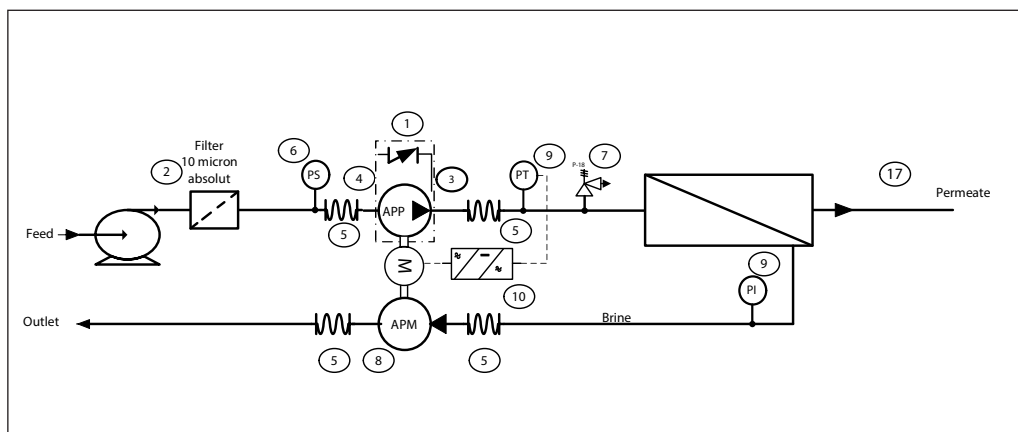 1
Filter
10 micron
absolut
2
6
4
3
9
7
17
P-18
PS
PT
APP
Permeate
Feed
5
5
M
9
10
PI
Outlet
APM
Brine
5
8
5